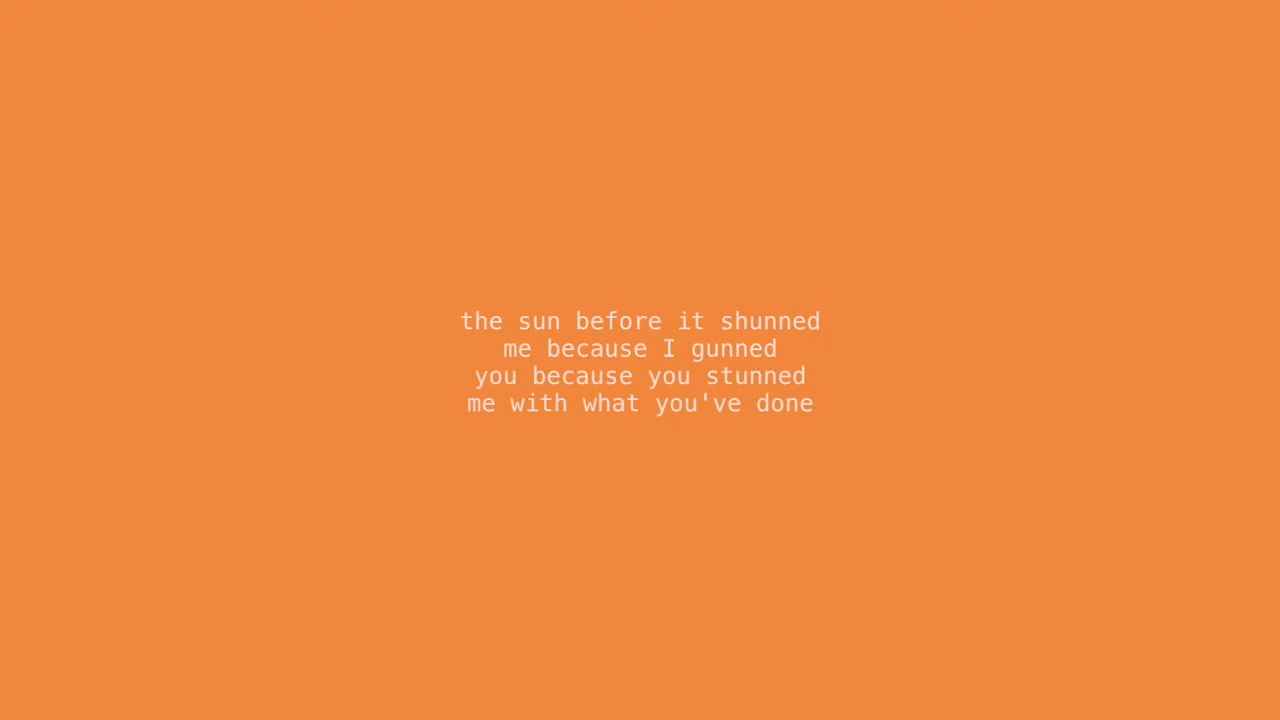 the sun before it shunned
me because I gunned
you because you stunned
me with what you've done